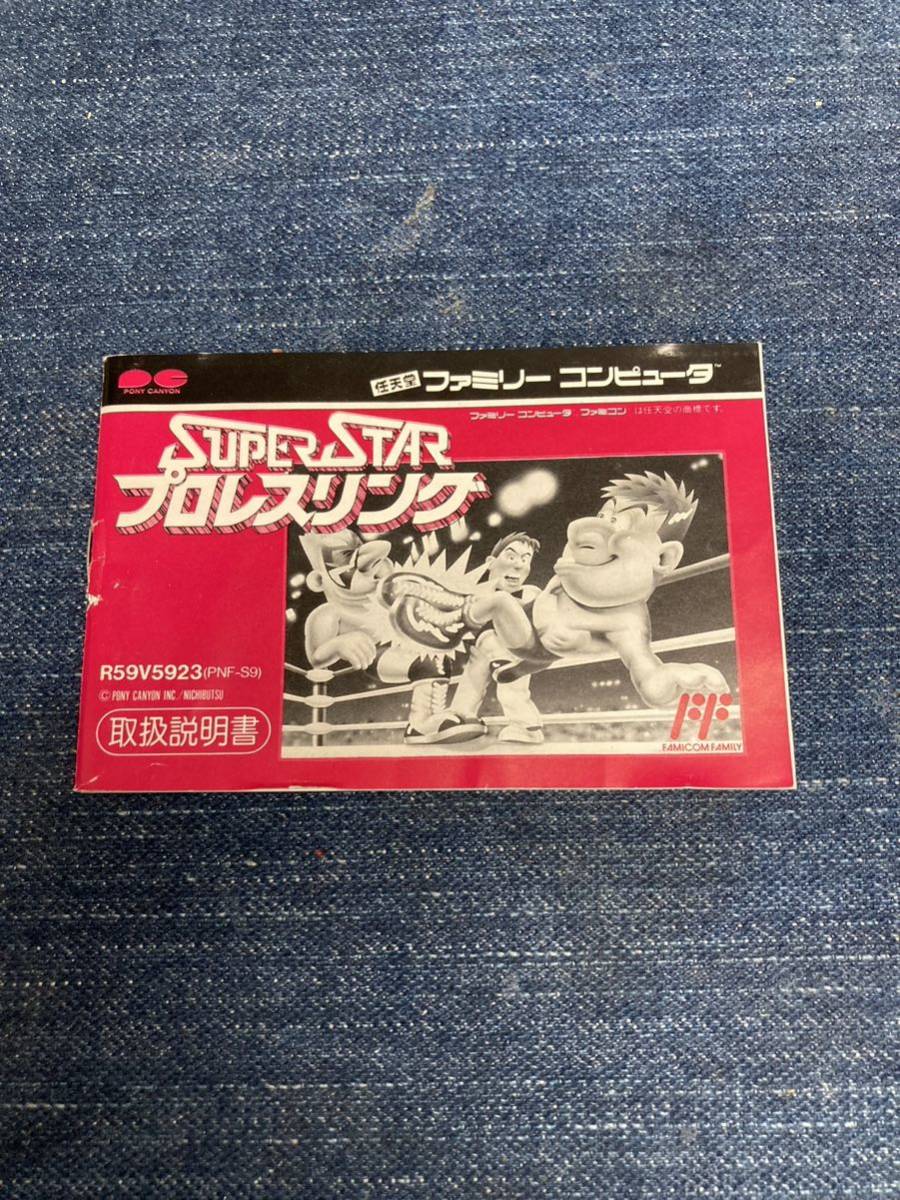 PONY CANYON
任天堂 ファミリー コンピュータ™
ファミリー コンピュータ・ファミコン は任天堂の商標です。
SUPER STAR
プロレスリング
R59V5923(PNF-S9)
© PONY CANYON INC./NICHIBUTSU
取扱説明書
FAMICOM FAMILY